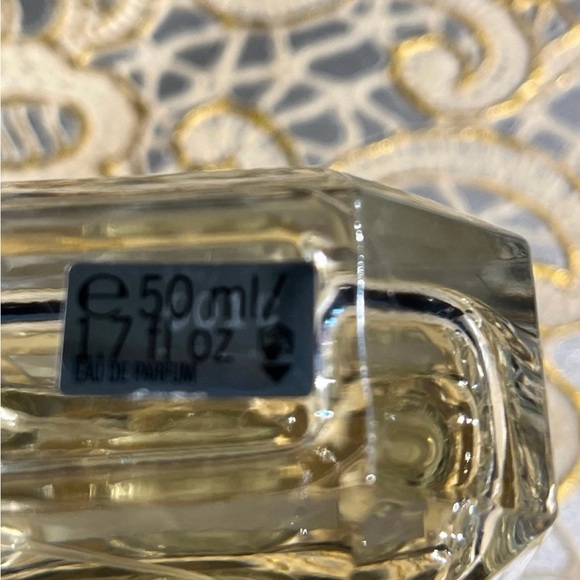 ℮ 50 ml/
1.7 fl oz
EAU DE PARFUM